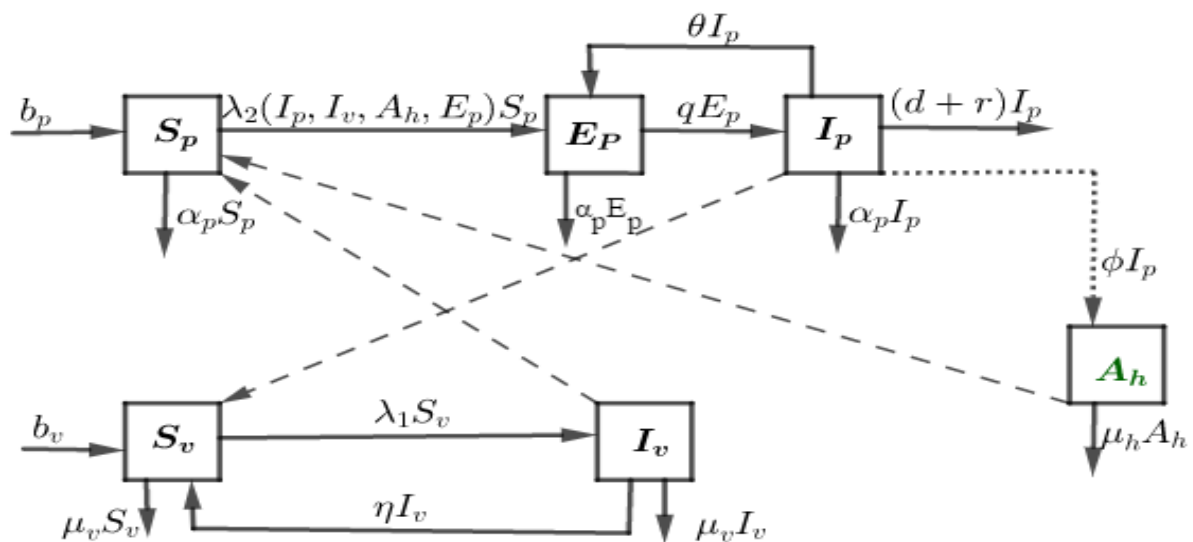 θI_p
b_p
S_p
λ_2(I_p, I_v, A_h, E_p)S_p
E_P
qE_p
I_p
(d + r)I_p
α_pS_p
α_pE_p
α_pI_p
ϕI_p
A_h
μ_hA_h
b_v
S_v
λ_1S_v
I_v
μ_vS_v
ηI_v
μ_vI_v